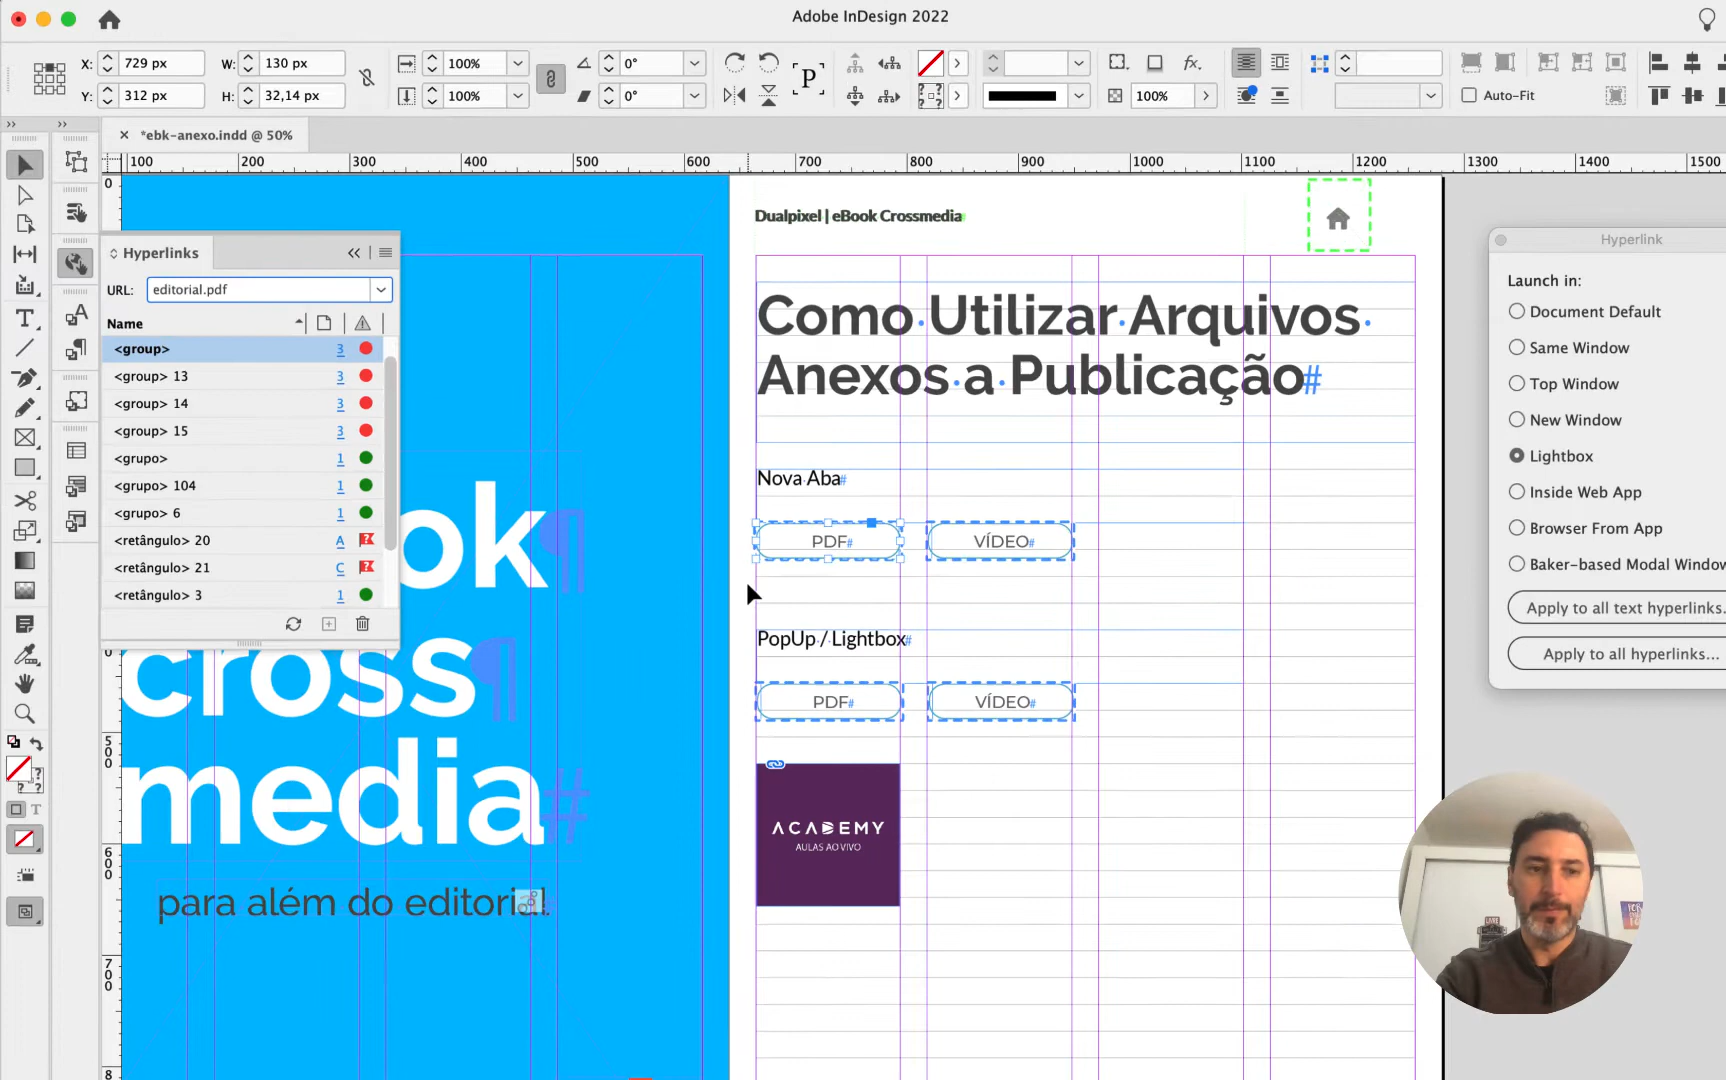 Adobe InDesign 2022
X: 729 px W: 130 px 100% 0° P fx. Auto-Fit
Y: 312 px H: 32,14 px 100% 0° 100%
*ebk-anexo.indd @ 50%
100 200 300 400 500 600 700 800 900 1000 1100 1200 1300 1400 1500
Hyperlinks
URL: editorial.pdf
Name
<group> 3
<group> 13 3
<group> 14 3
<group> 15 3
<grupo> 1
<grupo> 104 1
<grupo> 6 1
<retângulo> 20 A
<retângulo> 21 C
<retângulo> 3 1
ok¶
cross¶
media#
para além do editorial
Dualpixel | eBook Crossmedia
Como Utilizar Arquivos
Anexos a Publicação#
Nova Aba#
PDF# VÍDEO#
PopUp / Lightbox#
PDF# VÍDEO#
ACADEMY
AULAS AO VIVO
Hyperlink
Launch in:
Document Default
Same Window
Top Window
New Window
Lightbox
Inside Web App
Browser From App
Baker-based Modal Window
Apply to all text hyperlinks...
Apply to all hyperlinks...